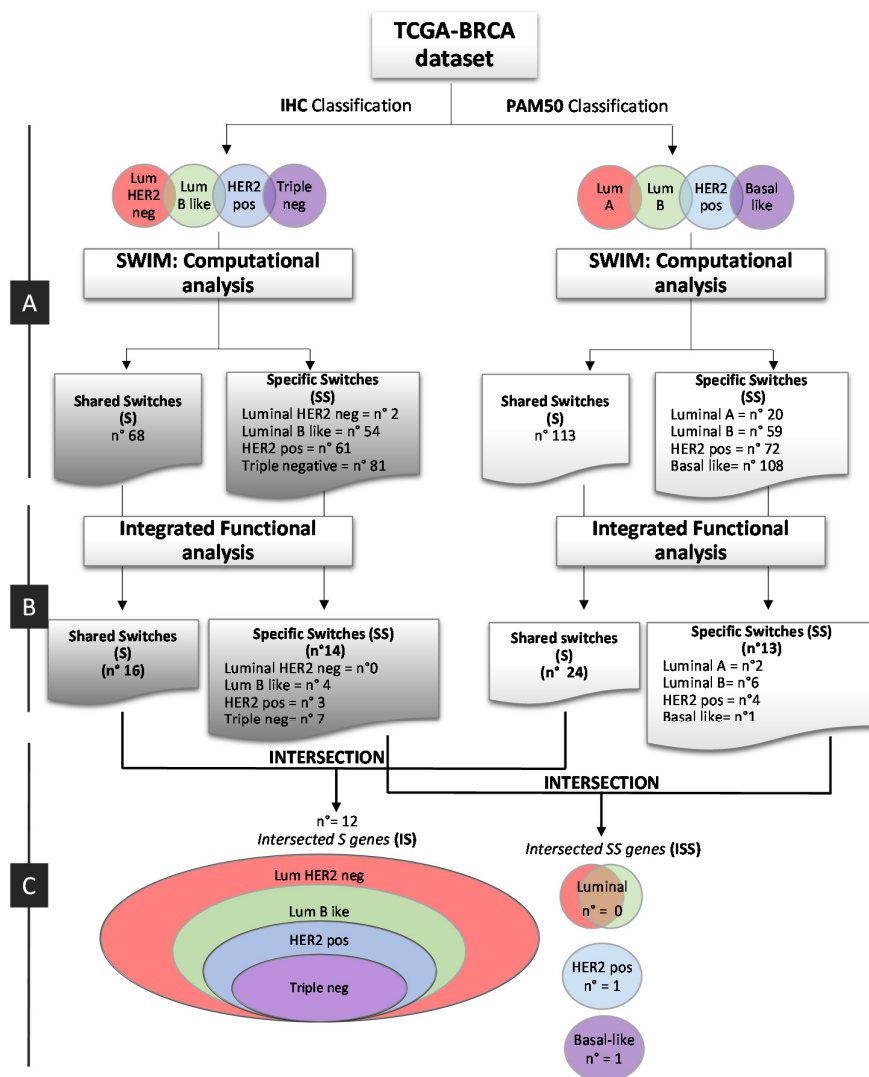 TCGA-BRCA
dataset
IHC Classification
PAM50 Classification
Lum
HER2
neg
Lum
B like
HER2
pos
Triple
neg
Lum
A
Lum
B
HER2
pos
Basal
like
A
SWIM: Computational
analysis
SWIM: Computational
analysis
Shared Switches
(S)
n° 68
Specific Switches
(SS)
Luminal HER2 neg = n° 2
Luminal B like = n° 54
HER2 pos = n° 61
Triple negative = n° 81
Shared Switches
(S)
n° 113
Specific Switches
(SS)
Luminal A = n° 20
Luminal B = n° 59
HER2 pos = n° 72
Basal like= n° 108
B
Integrated Functional
analysis
Integrated Functional
analysis
Shared Switches
(S)
(n° 16)
Specific Switches (SS)
(n°14)
Luminal HER2 neg = n°0
Lum B like = n° 4
HER2 pos = n° 3
Triple neg= n° 7
Shared switches
(S)
(n° 24)
Specific Switches (SS)
(n°13)
Luminal A = n°2
Luminal B= n°6
HER2 pos = n°4
Basal like= n°1
C
INTERSECTION
INTERSECTION
n°= 12
Intersected S genes (IS)
Lum HER2 neg
Lum B ike
HER2 pos
Triple neg
Intersected SS genes (ISS)
Luminal
n° = 0
HER2 pos
n° = 1
Basal-like
n° = 1